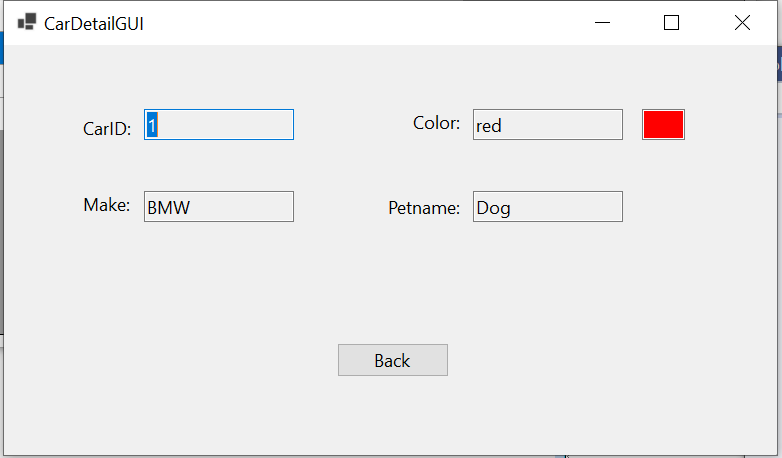 CarDetailGUI
CarID: 1 Color: red
Make: BMW Petname: Dog
Back